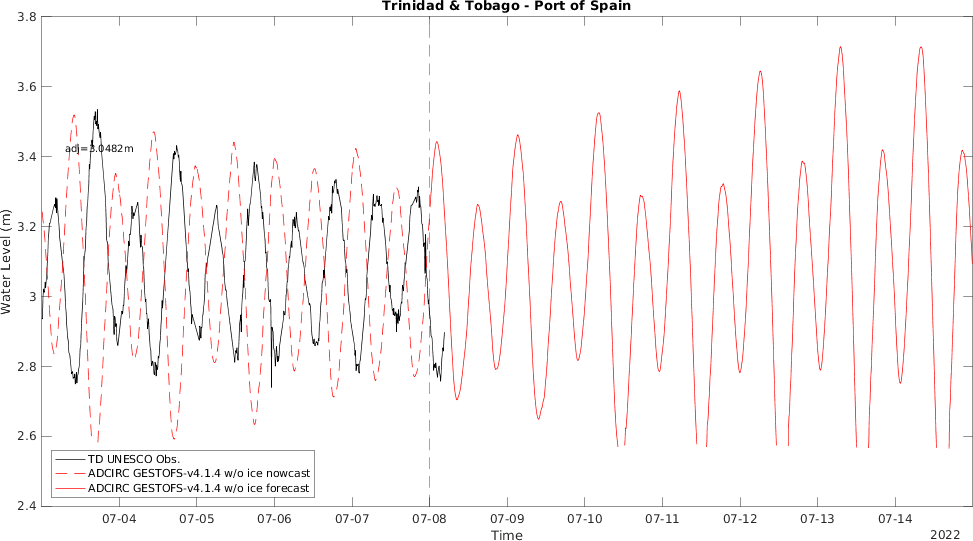 Trinidad & Tobago - Port of Spain
3.8
3.6
3.4
3.2
3
2.8
2.6
2.4
Water Level (m)
adj=3.0482m
TD UNESCO Obs.
ADCIRC GESTOFS-v4.1.4 w/o ice nowcast
ADCIRC GESTOFS-v4.1.4 w/o ice forecast
07-04 07-05 07-06 07-07 07-08 07-09 07-10 07-11 07-12 07-13 07-14
Time
2022